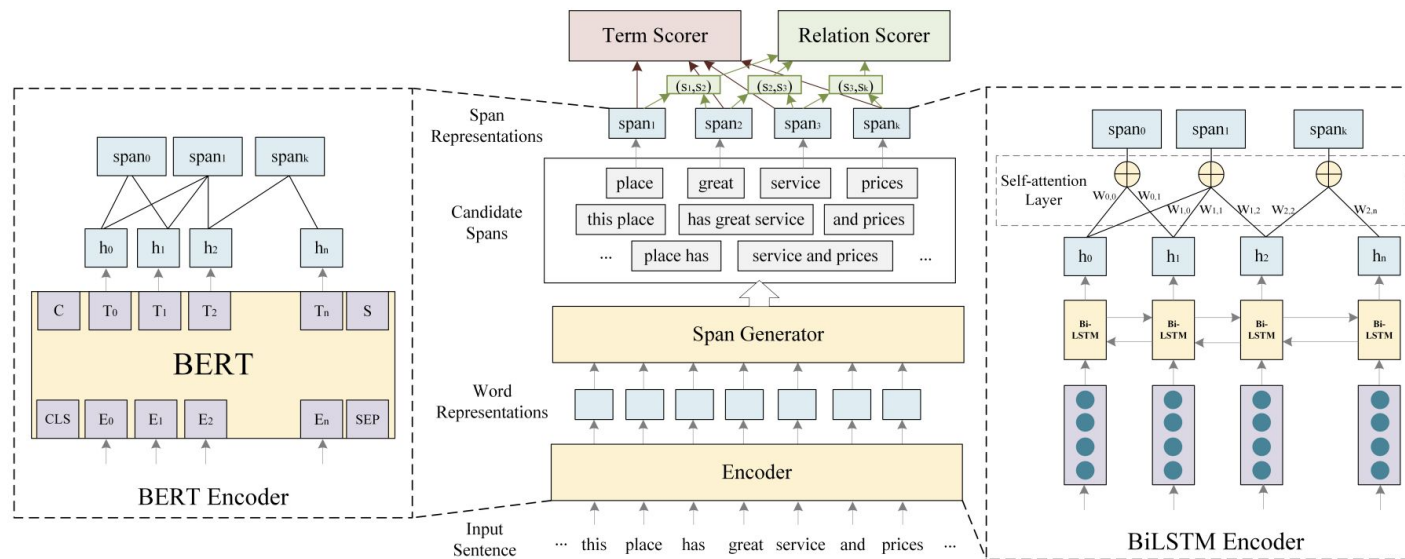 Term Scorer
Relation Scorer
(s₁,s₂) (s₂,s₃) (s₃,sₖ)
Span
Representations
span₁ span₂ span₃ spanₖ
Candidate
Spans
place great service prices
this place has great service and prices
... place has service and prices ...
Span Generator
Word
Representations
Encoder
Input
Sentence
... this place has great service and prices ...
span₀ span₁ spanₖ
h₀ h₁ h₂ hₙ
C T₀ T₁ T₂ Tₙ S
BERT
CLS E₀ E₁ E₂ Eₙ SEP
BERT Encoder
span₀ span₁ spanₖ
Self-attention
Layer
W₀,₀ W₀,₁ W₁,₀ W₁,₁ W₁,₂ W₂,₂ W₂,ₙ
h₀ h₁ h₂ hₙ
Bi- Bi- Bi- Bi-
LSTM LSTM LSTM LSTM
BiLSTM Encoder